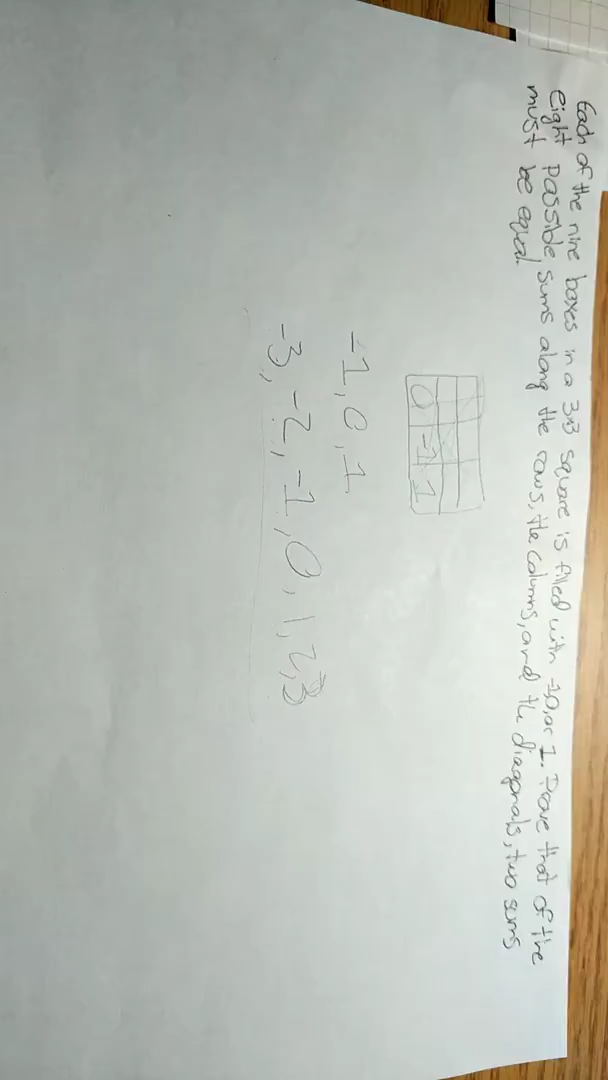 Each of the nine boxes in a 3x3 square is filled with -1,0, or 1. Prove that of the
eight possible sums along the rows, the columns, and the diagonals, two sums
must be equal.
0 -1 1
-1, 0, 1
-3, -2, -1, 0, 1, 2, 3